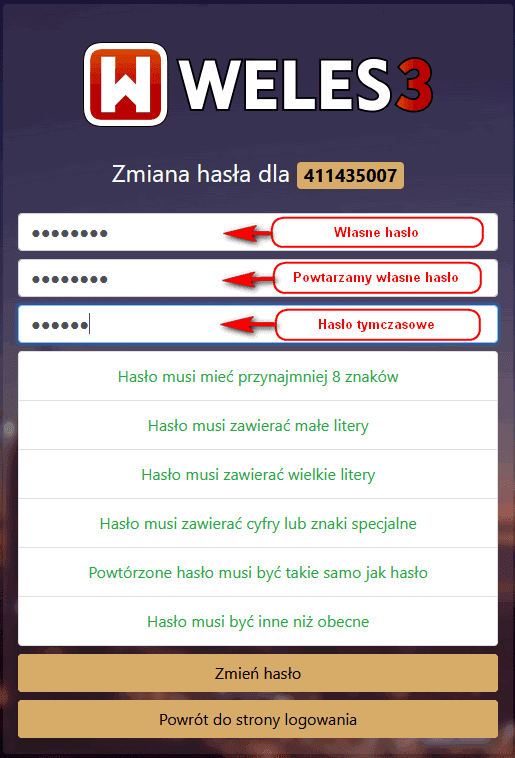 WELES3
Zmiana hasła dla 411435007
Własne hasło
Powtarzamy własne hasło
Hasło tymczasowe
Hasło musi mieć przynajmniej 8 znaków
Hasło musi zawierać małe litery
Hasło musi zawierać wielkie litery
Hasło musi zawierać cyfry lub znaki specjalne
Powtórzone hasło musi być takie samo jak hasło
Hasło musi być inne niż obecne
Zmień hasło
Powrót do strony logowania